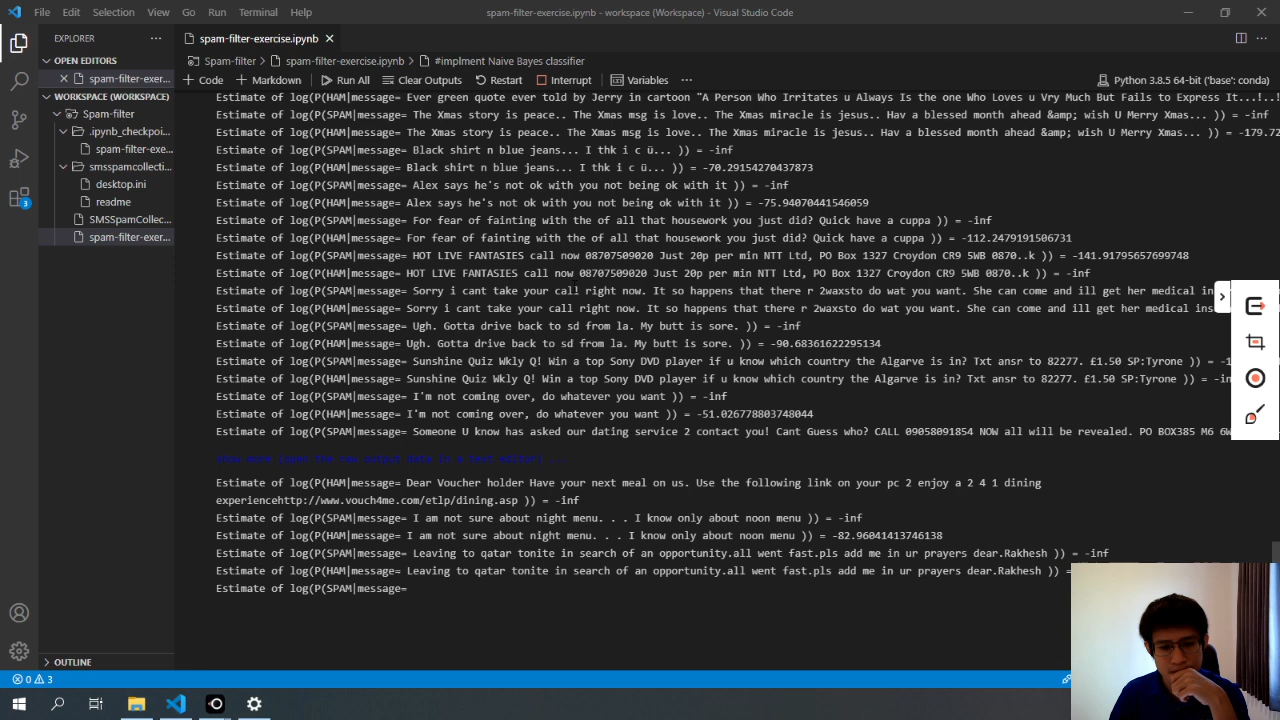 File Edit Selection View Go Run Terminal Help
spam-filter-exercise.ipynb - workspace (Workspace) - Visual Studio Code
EXPLORER
spam-filter-exercise.ipynb
OPEN EDITORS
spam-filter-exer...
WORKSPACE (WORKSPACE)
Spam-filter
.ipynb_checkpoin...
spam-filter-exe...
smsspamcollecti...
desktop.ini
readme
SMSSpamCollec...
spam-filter-exer...
OUTLINE
Spam-filter > spam-filter-exercise.ipynb > #implment Naive Bayes classifier
Code Markdown Run All Clear Outputs Restart Interrupt Variables ...
Python 3.8.5 64-bit ('base': conda)
Estimate of log(P(HAM|message= Ever green quote ever told by Jerry in cartoon "A Person Who Irritates u Always Is the one Who Loves u Vry Much But Fails to Express It...!..!
Estimate of log(P(SPAM|message= The Xmas story is peace.. The Xmas msg is love.. The Xmas miracle is jesus.. Hav a blessed month ahead &amp; wish U Merry Xmas... )) = -inf
Estimate of log(P(HAM|message= The Xmas story is peace.. The Xmas msg is love.. The Xmas miracle is jesus.. Hav a blessed month ahead &amp; wish U Merry Xmas... )) = -179.72
Estimate of log(P(SPAM|message= Black shirt n blue jeans... I thk i c ü... )) = -inf
Estimate of log(P(HAM|message= Black shirt n blue jeans... I thk i c ü... )) = -70.29154270437873
Estimate of log(P(SPAM|message= Alex says he's not ok with you not being ok with it )) = -inf
Estimate of log(P(HAM|message= Alex says he's not ok with you not being ok with it )) = -75.94070441546059
Estimate of log(P(SPAM|message= For fear of fainting with the of all that housework you just did? Quick have a cuppa )) = -inf
Estimate of log(P(HAM|message= For fear of fainting with the of all that housework you just did? Quick have a cuppa )) = -112.2479191506731
Estimate of log(P(SPAM|message= HOT LIVE FANTASIES call now 08707509020 Just 20p per min NTT Ltd, PO Box 1327 Croydon CR9 5WB 0870..k )) = -141.91795657699748
Estimate of log(P(HAM|message= HOT LIVE FANTASIES call now 08707509020 Just 20p per min NTT Ltd, PO Box 1327 Croydon CR9 5WB 0870..k )) = -inf
Estimate of log(P(SPAM|message= Sorry i cant take your call right now. It so happens that there r 2waxsto do wat you want. She can come and ill get her medical in
Estimate of log(P(HAM|message= Sorry i cant take your call right now. It so happens that there r 2waxsto do wat you want. She can come and ill get her medical ins
Estimate of log(P(SPAM|message= Ugh. Gotta drive back to sd from la. My butt is sore. )) = -inf
Estimate of log(P(HAM|message= Ugh. Gotta drive back to sd from la. My butt is sore. )) = -90.68361622295134
Estimate of log(P(SPAM|message= Sunshine Quiz Wkly Q! Win a top Sony DVD player if u know which country the Algarve is in? Txt ansr to 82277. £1.50 SP:Tyrone )) = -1
Estimate of log(P(HAM|message= Sunshine Quiz Wkly Q! Win a top Sony DVD player if u know which country the Algarve is in? Txt ansr to 82277. £1.50 SP:Tyrone )) = -in
Estimate of log(P(SPAM|message= I'm not coming over, do whatever you want )) = -inf
Estimate of log(P(HAM|message= I'm not coming over, do whatever you want )) = -51.026778803748044
Estimate of log(P(SPAM|message= Someone U know has asked our dating service 2 contact you! Cant Guess who? CALL 09058091854 NOW all will be revealed. PO BOX385 M6 6W
Estimate of log(P(HAM|message= Dear Voucher holder Have your next meal on us. Use the following link on your pc 2 enjoy a 2 4 1 dining
experiencehttp://www.vouch4me.com/etlp/dining.asp )) = -inf
Estimate of log(P(SPAM|message= I am not sure about night menu. . . I know only about noon menu )) = -inf
Estimate of log(P(HAM|message= I am not sure about night menu. . . I know only about noon menu )) = -82.96041413746138
Estimate of log(P(SPAM|message= Leaving to qatar tonite in search of an opportunity.all went fast.pls add me in ur prayers dear.Rakhesh )) = -inf
Estimate of log(P(HAM|message= Leaving to qatar tonite in search of an opportunity.all went fast.pls add me in ur prayers dear.Rakhesh )) =
Estimate of log(P(SPAM|message=
3
0 3